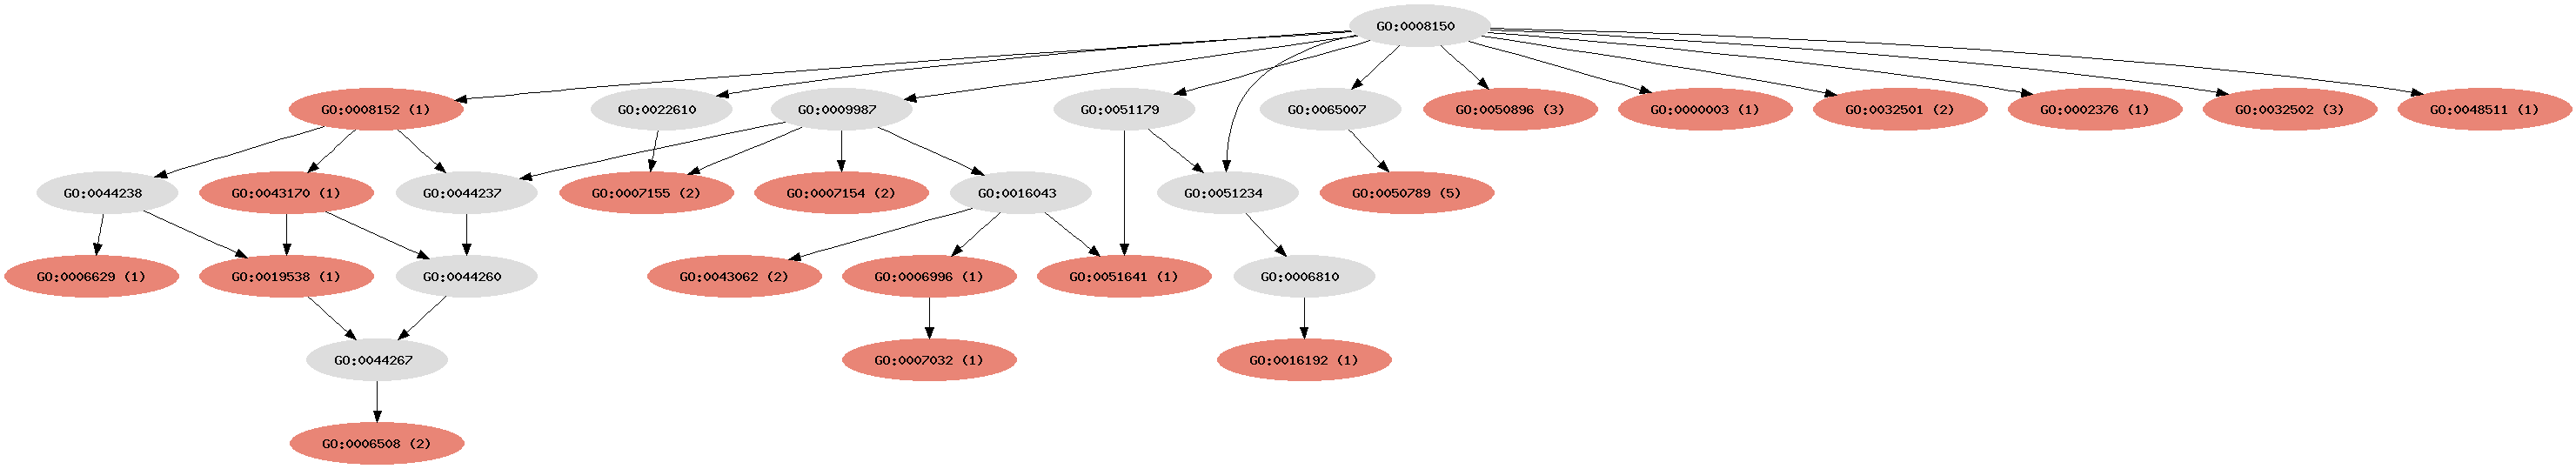 GO:0008150
GO:0008152 (1)
GO:0022610
GO:0009987
GO:0051179
GO:0065007
GO:0050896 (3)
GO:0000003 (1)
GO:0032501 (2)
GO:0002376 (1)
GO:0032502 (3)
GO:0048511 (1)
GO:0044238
GO:0043170 (1)
GO:0044237
GO:0007155 (2)
GO:0007154 (2)
GO:0016043
GO:0051234
GO:0050789 (5)
GO:0006629 (1)
GO:0019538 (1)
GO:0044260
GO:0043062 (2)
GO:0006996 (1)
GO:0051641 (1)
GO:0006810
GO:0044267
GO:0007032 (1)
GO:0016192 (1)
GO:0006508 (2)